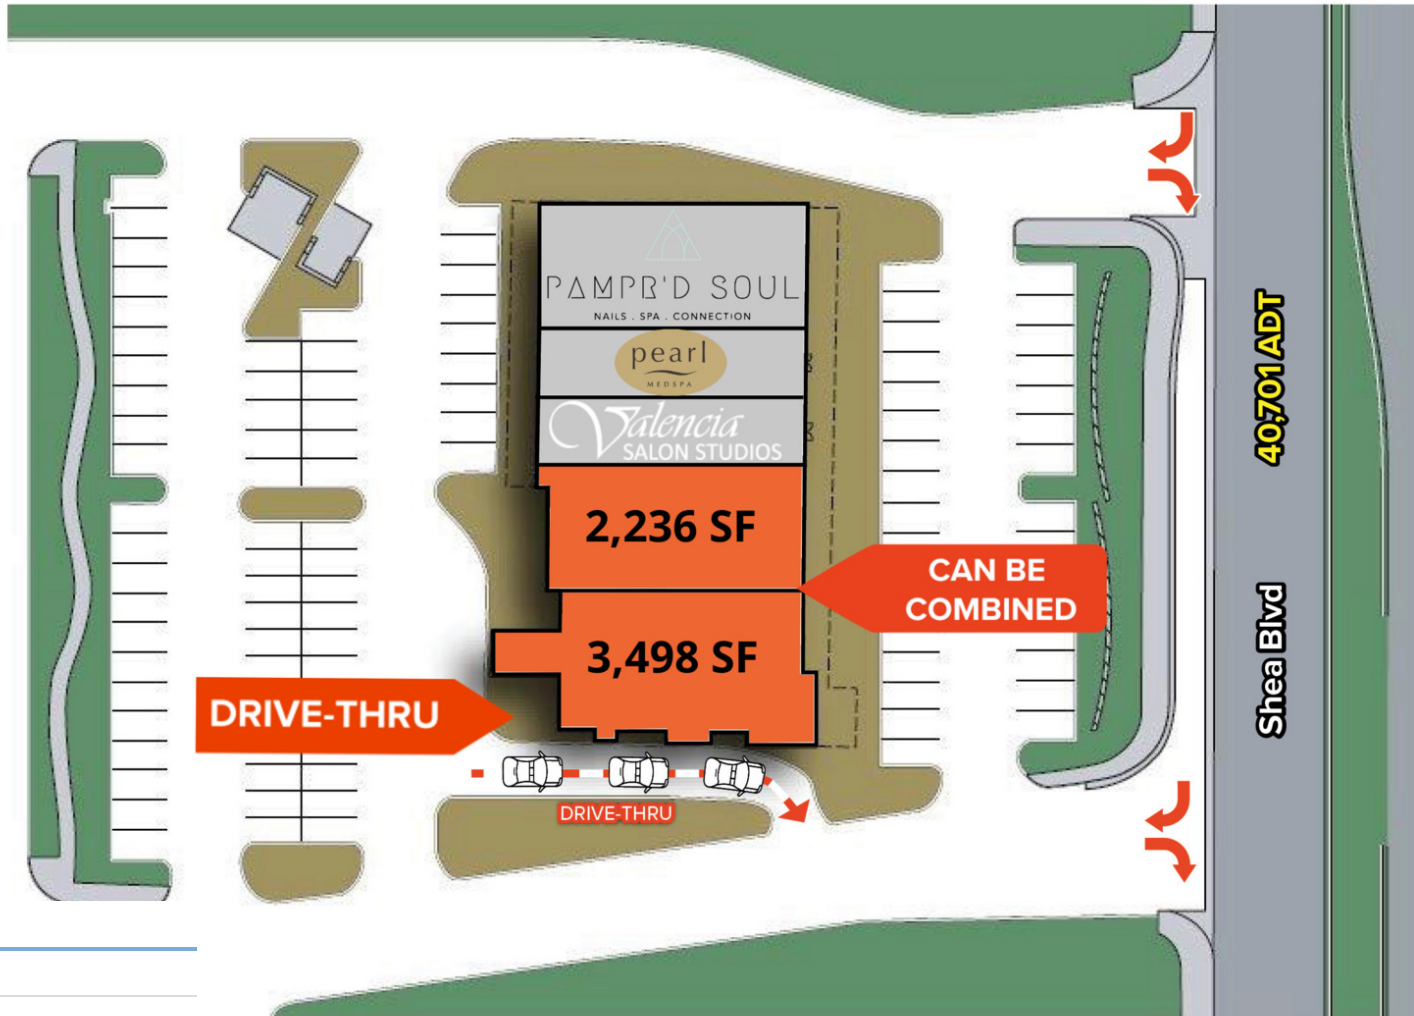 PAMPR'D SOUL
NAILS . SPA . CONNECTION
pearl
MEDSPA
Valencia
SALON STUDIOS
2,236 SF
CAN BE
COMBINED
3,498 SF
DRIVE-THRU
DRIVE-THRU
40,701 ADT
Shea Blvd